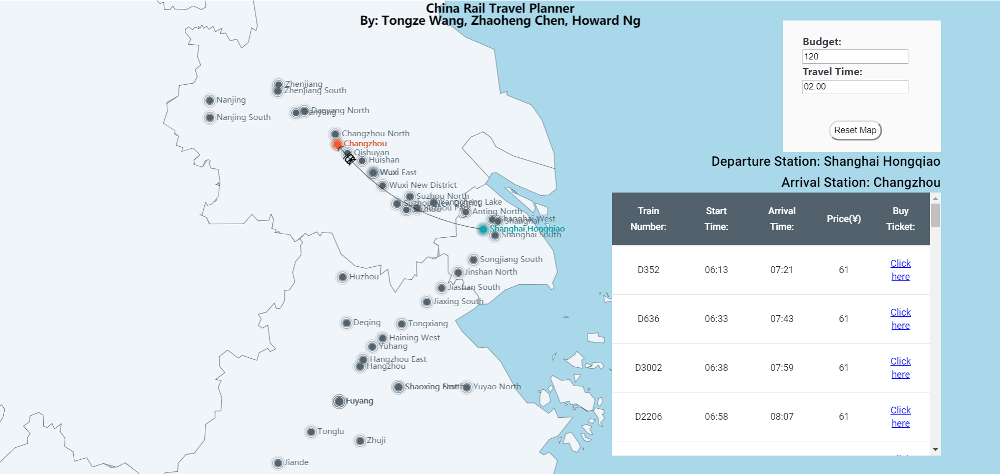 China Rail Travel Planner
By: Tongze Wang, Zhaoheng Chen, Howard Ng
Budget:
120
Travel Time:
02:00
Reset Map
Departure Station: Shanghai Hongqiao
Arrival Station: Changzhou
Train Number: Start Time: Arrival Time: Price(¥) Buy Ticket:
D352 06:13 07:21 61 Click here
D636 06:33 07:43 61 Click here
D3002 06:38 07:59 61 Click here
D2206 06:58 08:07 61 Click here
Zhenjiang
Zhenjiang South
Nanjing
Nanjing South
Danyang North
Changzhou North
Changzhou
Qishuyan
Huishan
Wuxi East
Wuxi New District
Suzhou North
Suzhou New District
Yangcheng Lake
Suzhou Park
Anting North
Shanghai West
Shanghai
Shanghai Hongqiao
Shanghai South
Songjiang South
Jinshan North
Huzhou
Jiashan South
Jiaxing South
Deqing
Tongxiang
Haining West
Yuhang
Hangzhou East
Hangzhou
Shaoxing
Yuyao North
Fuyang
Tonglu
Zhuji
Jiande